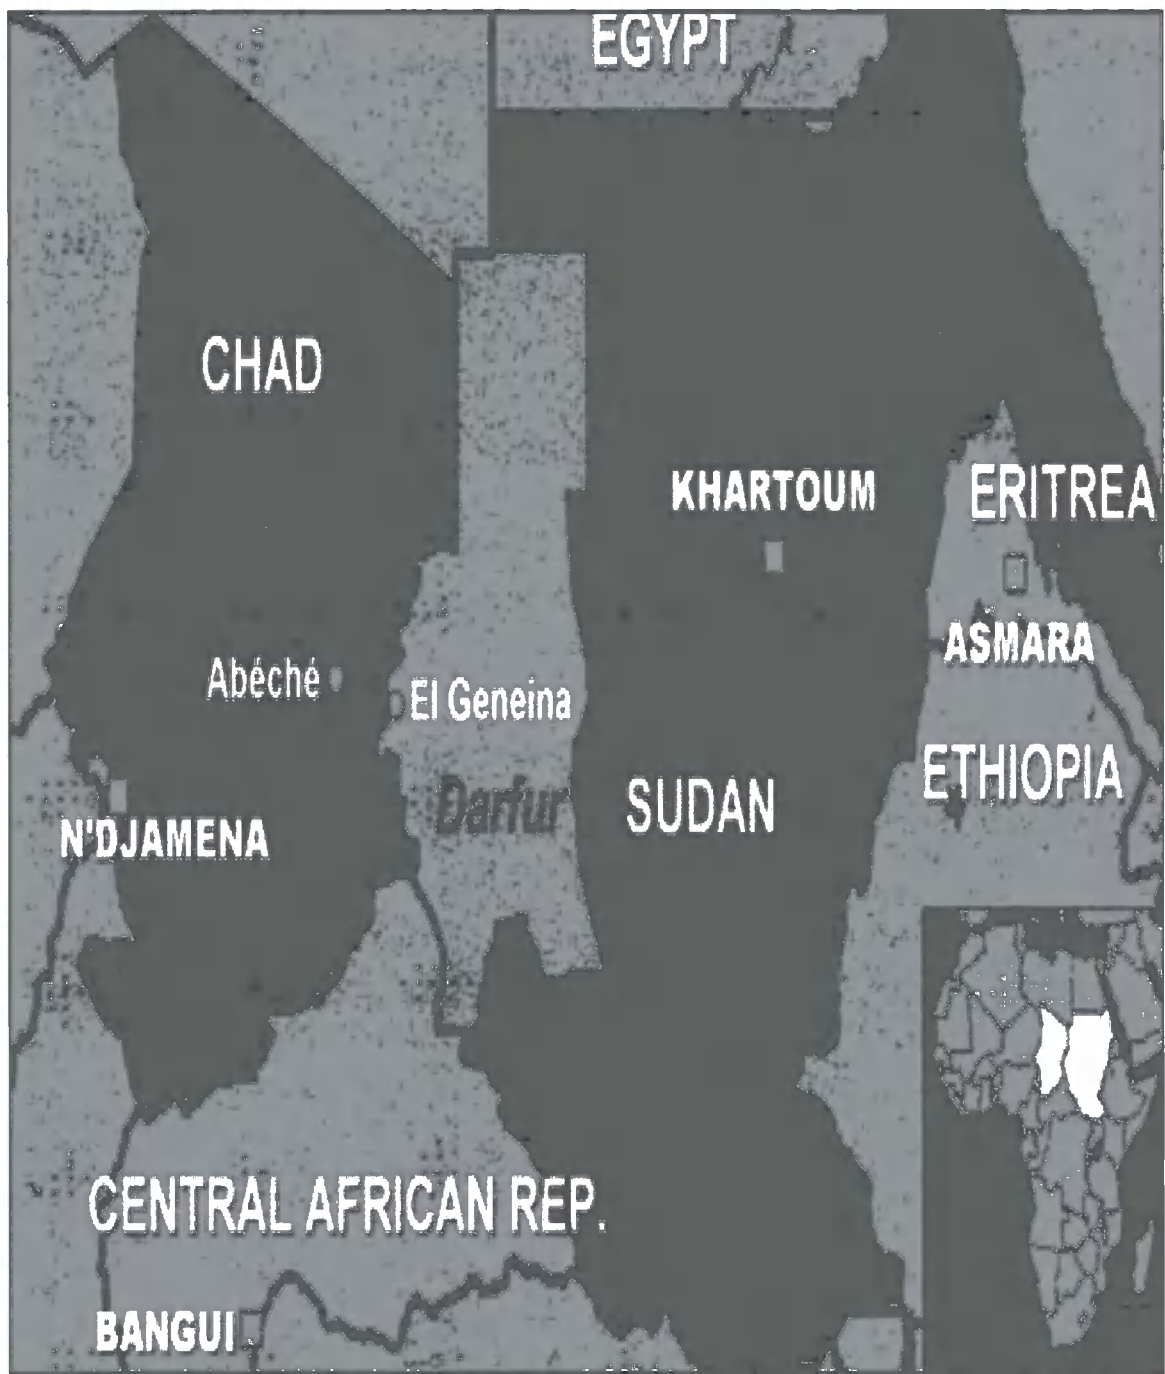 EGYPT
CHAD
KHARTOUM
ERITREA
ASMARA
Abéché
El Geneina
ETHIOPIA
Darfur
SUDAN
N'DJAMENA
CENTRAL AFRICAN REP.
BANGUI